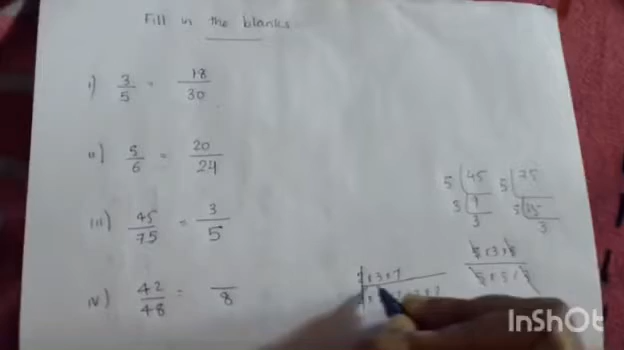 Fill in the blanks
i) 3/5 = 18/30
ii) 5/6 = 20/24
iii) 45/75 = 3/5
iv) 42/48 = /8
5 45 5 75
3 9 5 15
3 3
InShOt